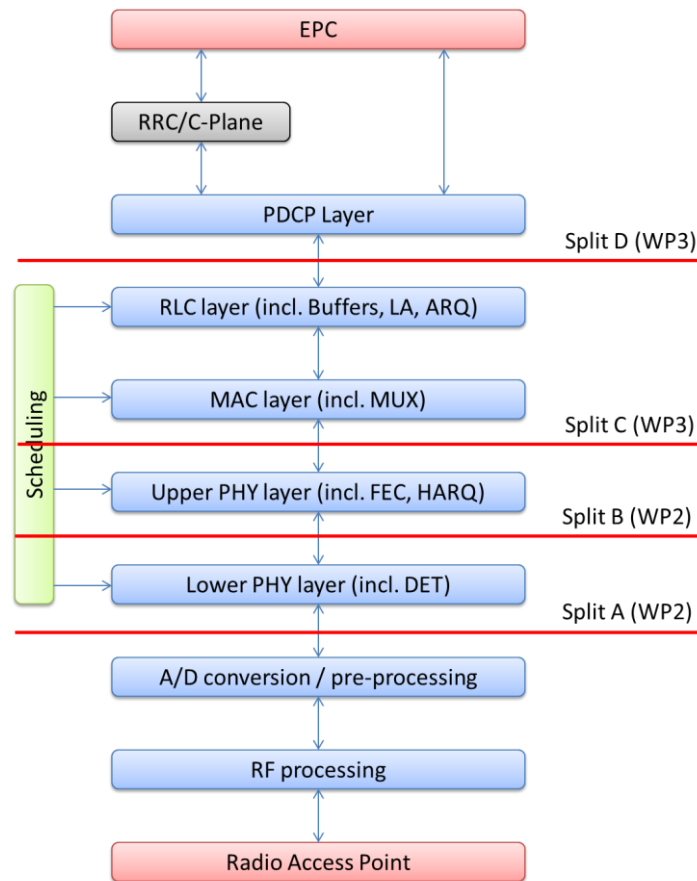 EPC
RRC/C-Plane
PDCP Layer
Split D (WP3)
Scheduling
RLC layer (incl. Buffers, LA, ARQ)
MAC layer (incl. MUX)
Split C (WP3)
Upper PHY layer (incl. FEC, HARQ)
Split B (WP2)
Lower PHY layer (incl. DET)
Split A (WP2)
A/D conversion / pre-processing
RF processing
Radio Access Point